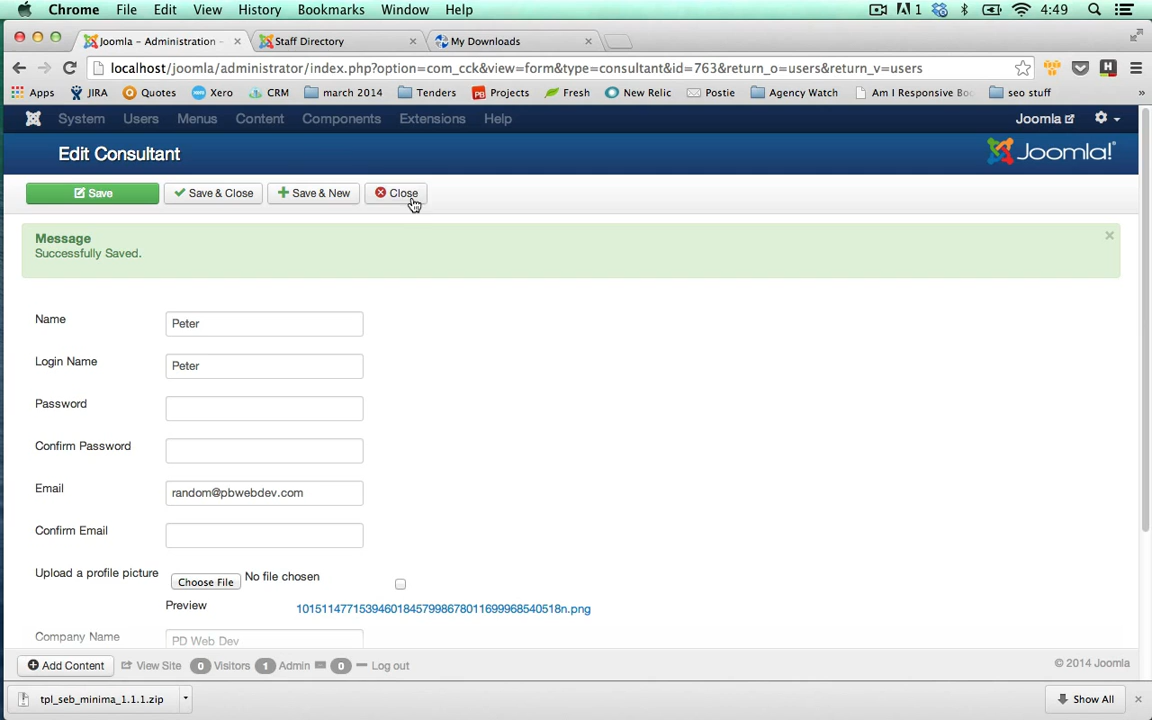 Chrome File Edit View History Bookmarks Window Help 1 4:49
Joomla - Administration - Staff Directory My Downloads
localhost/joomla/administrator/index.php?option=com_cck&view=form&type=consultant&id=763&return_o=users&return_v=users
Apps JIRA Quotes Xero CRM march 2014 Tenders Projects Fresh New Relic Postie Agency Watch Am I Responsive seo stuff »
System Users Menus Content Components Extensions Help Joomla
Edit Consultant Joomla!
Save Save & Close Save & New Close
Message
Successfully Saved.
Name Peter
Login Name Peter
Password
Confirm Password
Email random@pbwebdev.com
Confirm Email
Upload a profile picture Choose File No file chosen
Preview 10151147715394601845799867801169996854051​8n.png
Company Name PD Web Dev
Add Content View Site 0 Visitors 1 Admin 0 Log out © 2014 Joomla
tpl_seb_minima_1.1.1.zip Show All